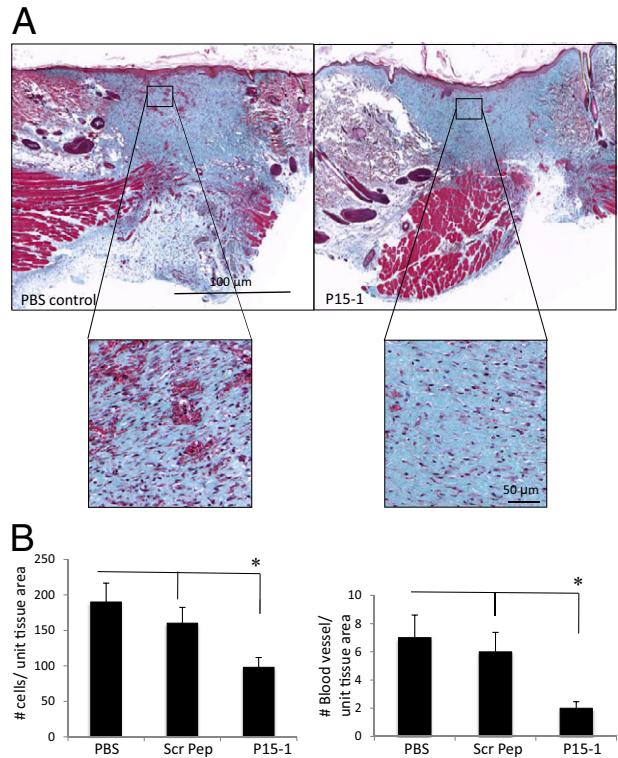 A
PBS control
100 µm
P15-1
50 µm
B
# cells/ unit tissue area
250
200
150
100
50
0
*
PBS
Scr Pep
P15-1
# Blood vessel/
unit tissue area
10
8
6
4
2
0
*
PBS
Scr Pep
P15-1